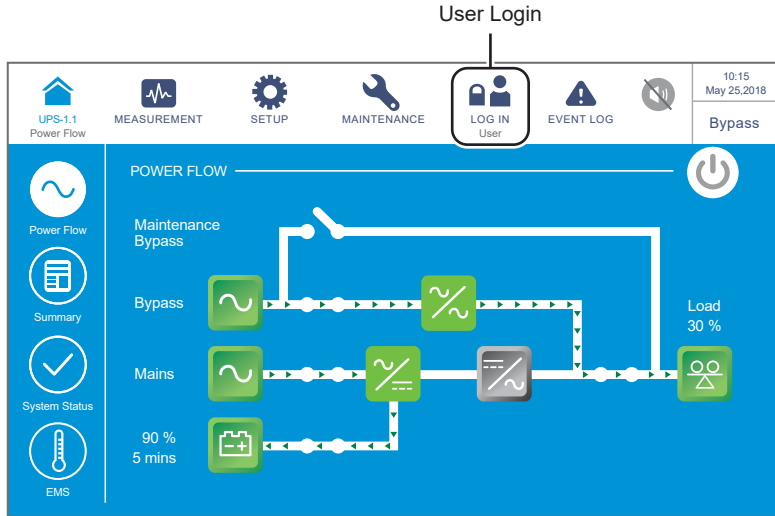 User Login
UPS-1.1
Power Flow
MEASUREMENT
SETUP
MAINTENANCE
LOG IN
User
EVENT LOG
10:15
May 25,2018
Bypass
Power Flow
Summary
System Status
EMS
POWER FLOW
Maintenance
Bypass
Bypass
Load
30 %
Mains
90 %
5 mins